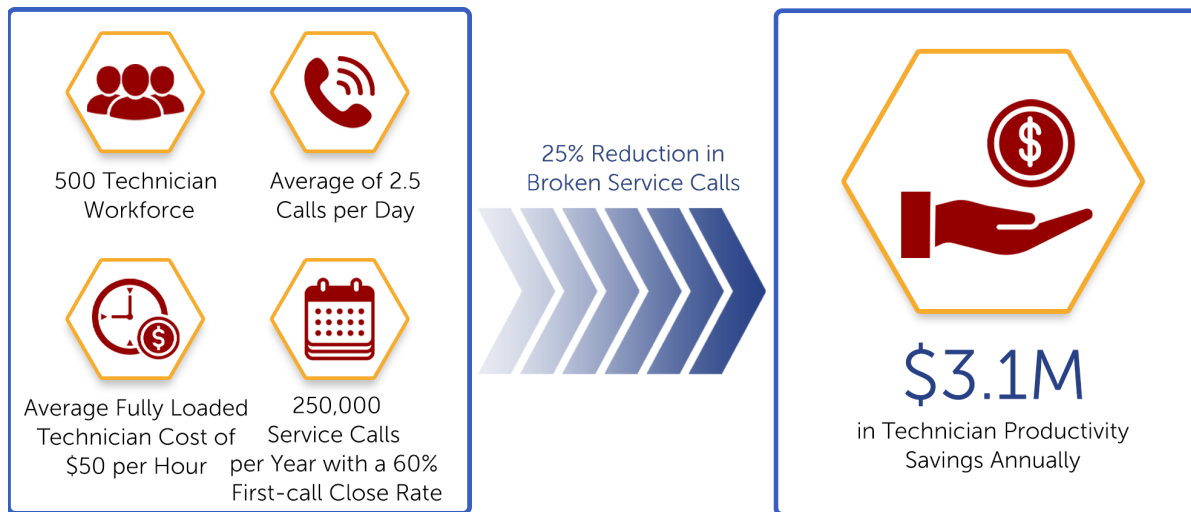 500 Technician
Workforce
Average of 2.5
Calls per Day
$
Average Fully Loaded
Technician Cost of
$50 per Hour
250,000
Service Calls
per Year with a 60%
First-call Close Rate
25% Reduction in
Broken Service Calls
$
$3.1M
in Technician Productivity
Savings Annually